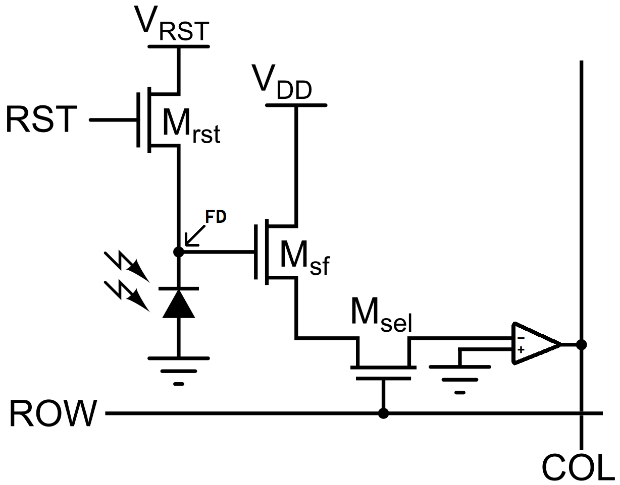 VRST
VDD
RST
Mrst
FD
Msf
Msel
−
+
ROW
COL